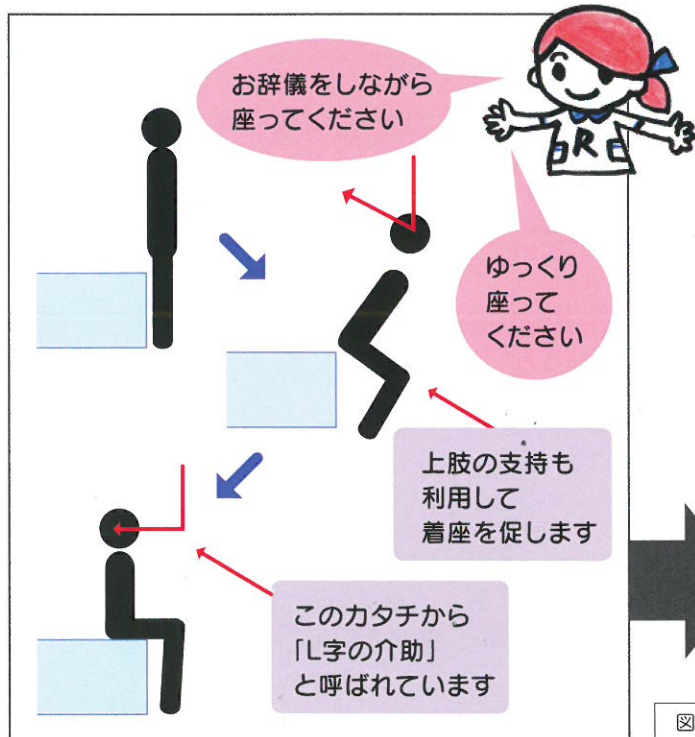 お辞儀をしながら
座ってください
R
ゆっくり
座って
ください
上肢の支持も
利用して
着座を促します
このカタチから
「L字の介助」
と呼ばれています
図